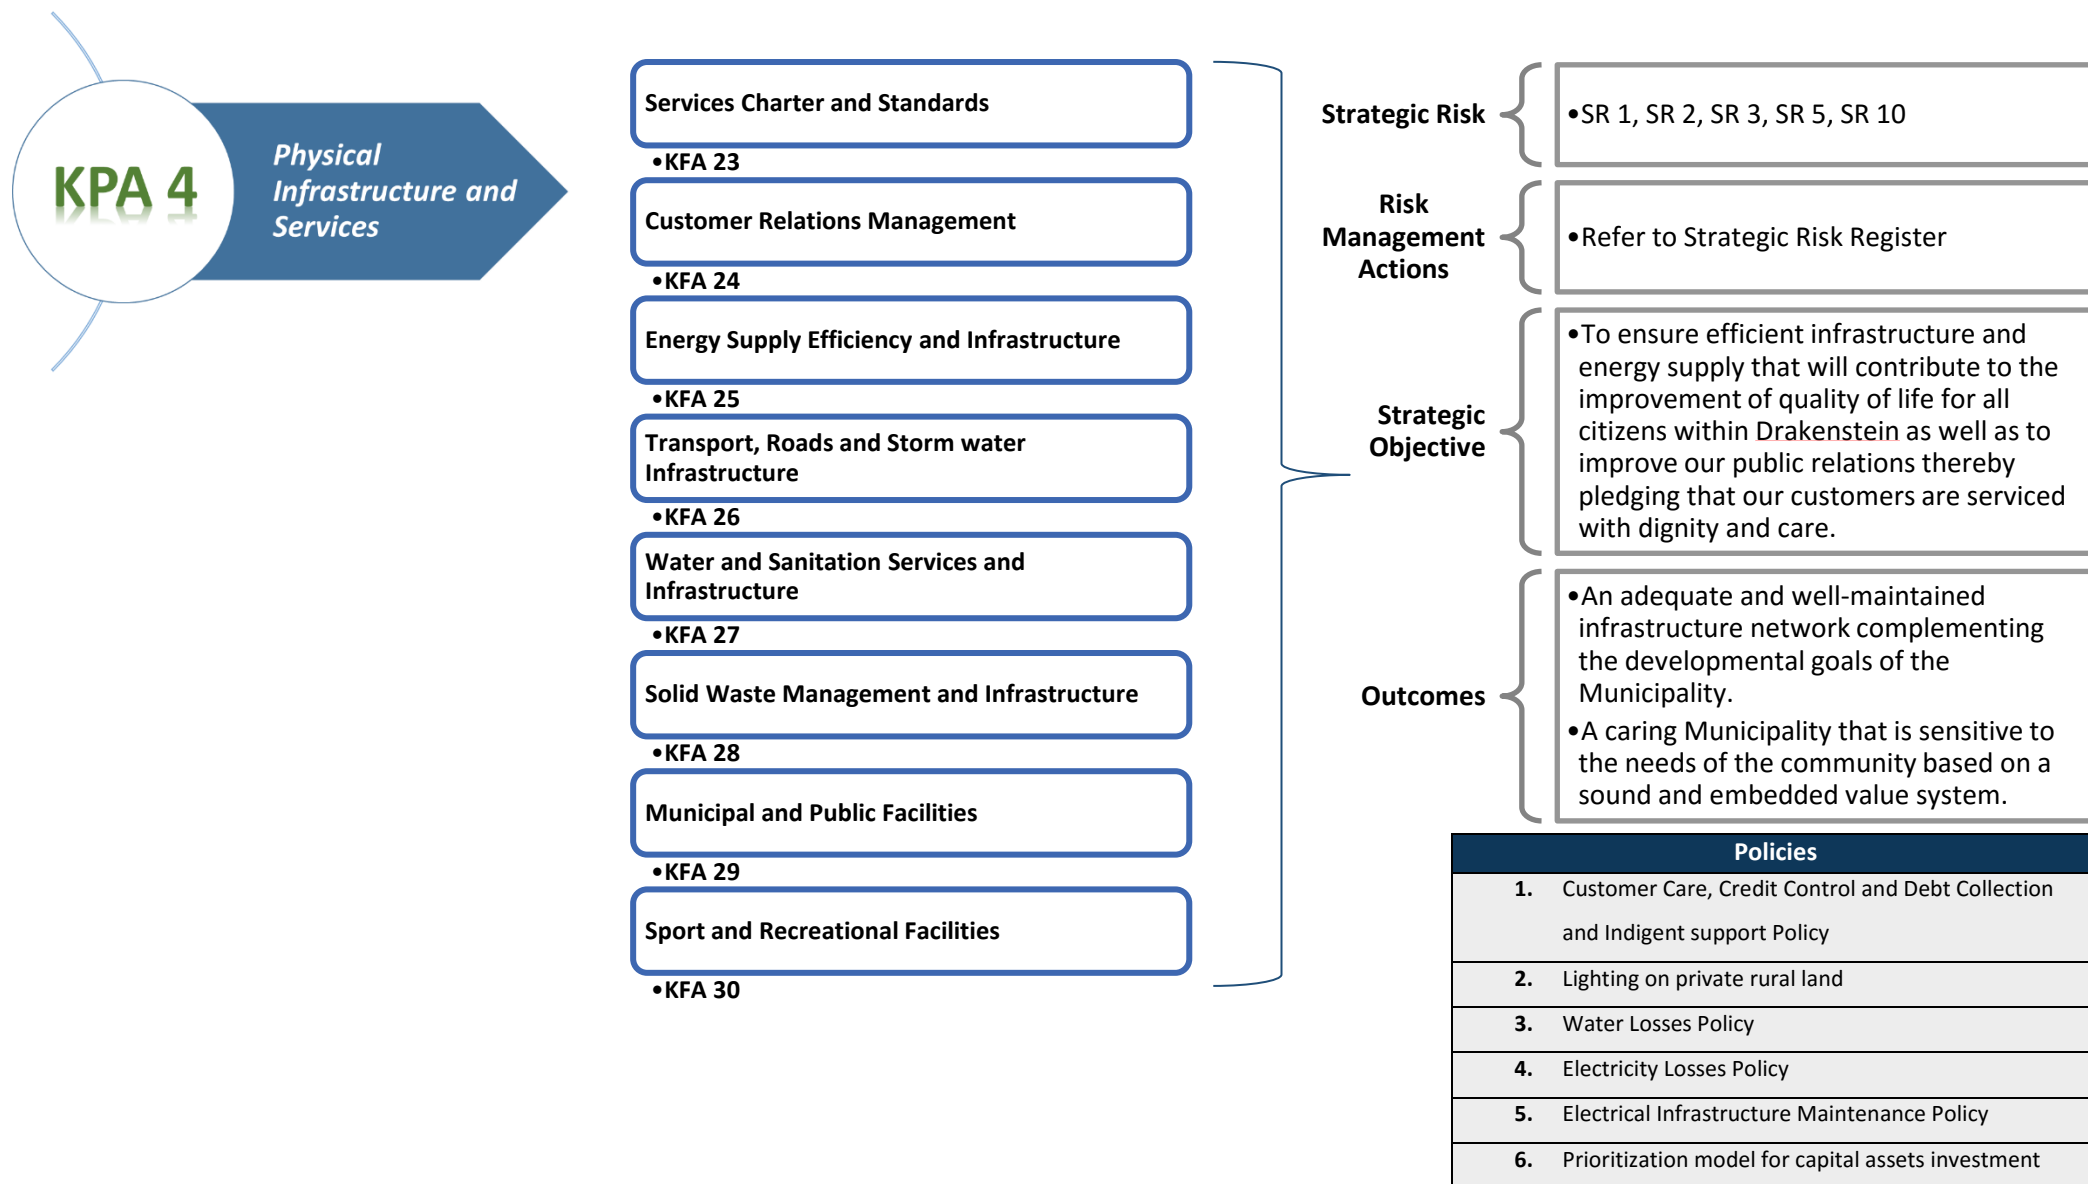 KPA 4
Physical
Infrastructure and
Services
Services Charter and Standards
•KFA 23
Customer Relations Management
•KFA 24
Energy Supply Efficiency and Infrastructure
•KFA 25
Transport, Roads and Storm water
Infrastructure
•KFA 26
Water and Sanitation Services and
Infrastructure
•KFA 27
Solid Waste Management and Infrastructure
•KFA 28
Municipal and Public Facilities
•KFA 29
Sport and Recreational Facilities
•KFA 30
Strategic Risk
•SR 1, SR 2, SR 3, SR 5, SR 10
Risk
Management
Actions
•Refer to Strategic Risk Register
Strategic
Objective
•To ensure efficient infrastructure and
energy supply that will contribute to the
improvement of quality of life for all
citizens within Drakenstein as well as to
improve our public relations thereby
pledging that our customers are serviced
with dignity and care.
Outcomes
•An adequate and well-maintained
infrastructure network complementing
the developmental goals of the
Municipality.
•A caring Municipality that is sensitive to
the needs of the community based on a
sound and embedded value system.
Policies
1. Customer Care, Credit Control and Debt Collection
and Indigent support Policy
2. Lighting on private rural land
3. Water Losses Policy
4. Electricity Losses Policy
5. Electrical Infrastructure Maintenance Policy
6. Prioritization model for capital assets investment